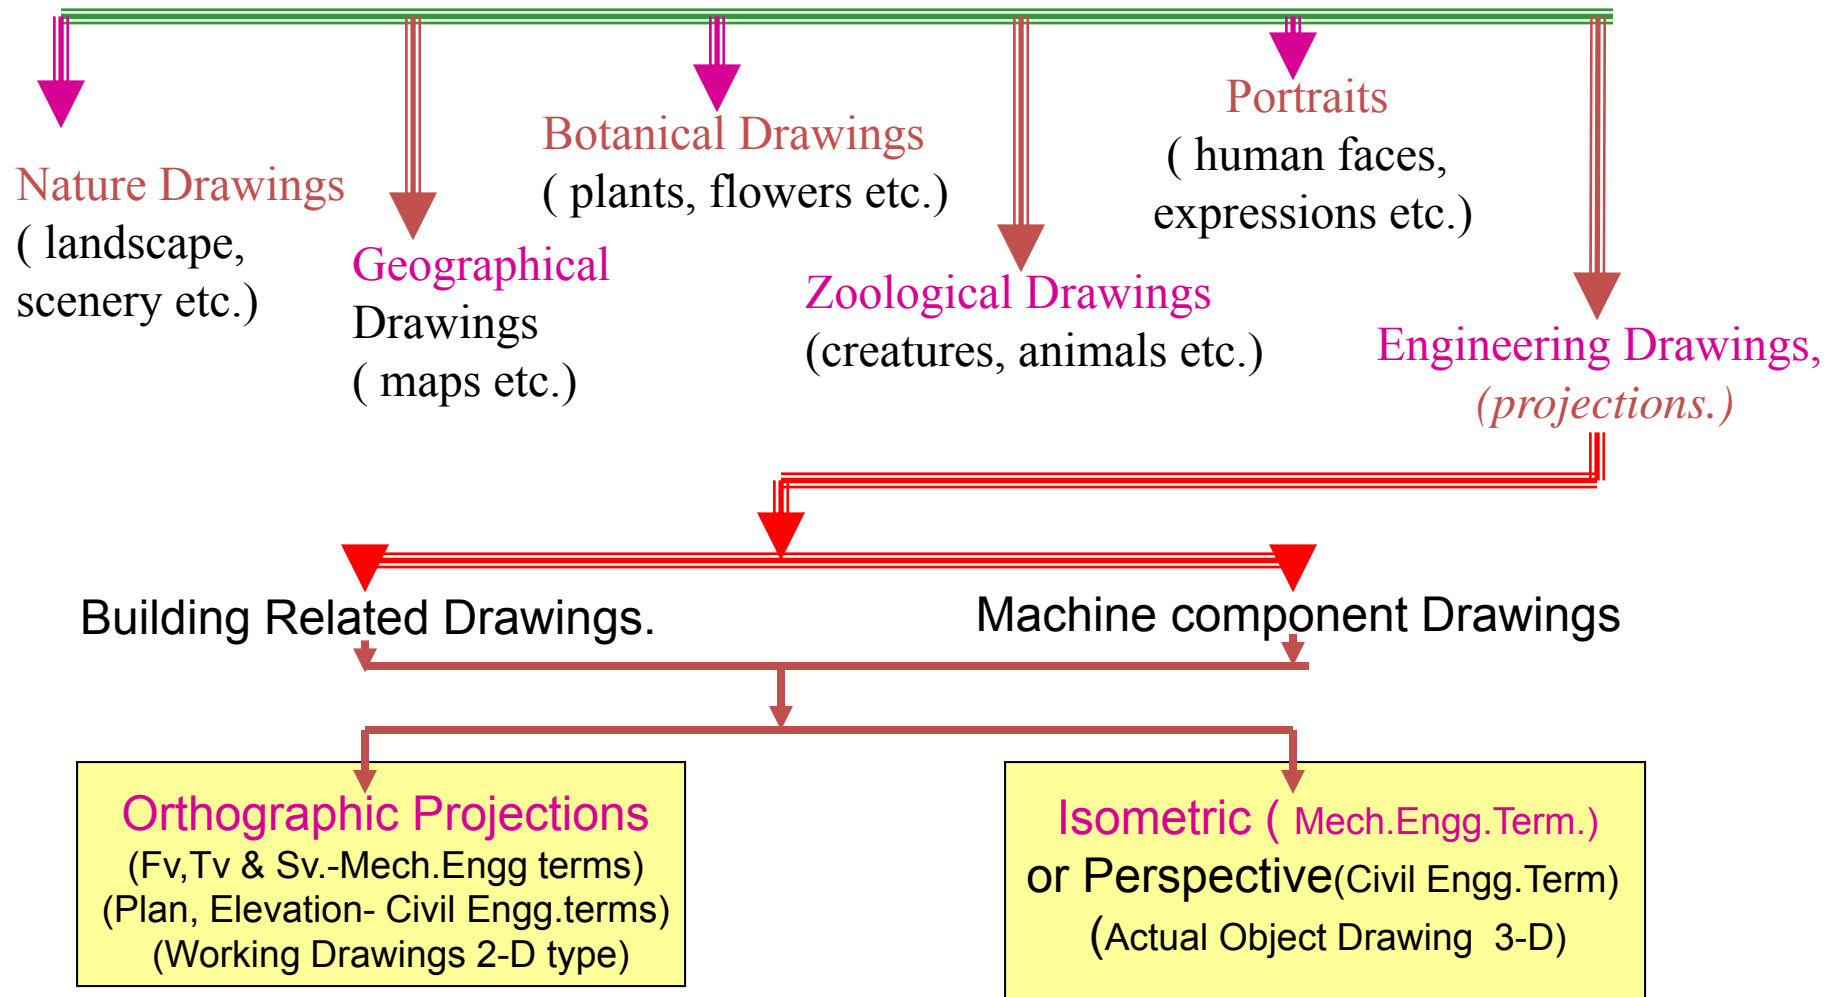 Nature Drawings
( landscape,
scenery etc.)
Geographical
Drawings
( maps etc.)
Botanical Drawings
( plants, flowers etc.)
Zoological Drawings
(creatures, animals etc.)
Portraits
( human faces,
expressions etc.)
Engineering Drawings,
(projections.)
Building Related Drawings.
Machine component Drawings
Orthographic Projections
(Fv,Tv & Sv.-Mech.Engg terms)
(Plan, Elevation- Civil Engg.terms)
(Working Drawings 2-D type)
Isometric ( Mech.Engg.Term.)
or Perspective(Civil Engg.Term)
(Actual Object Drawing 3-D)